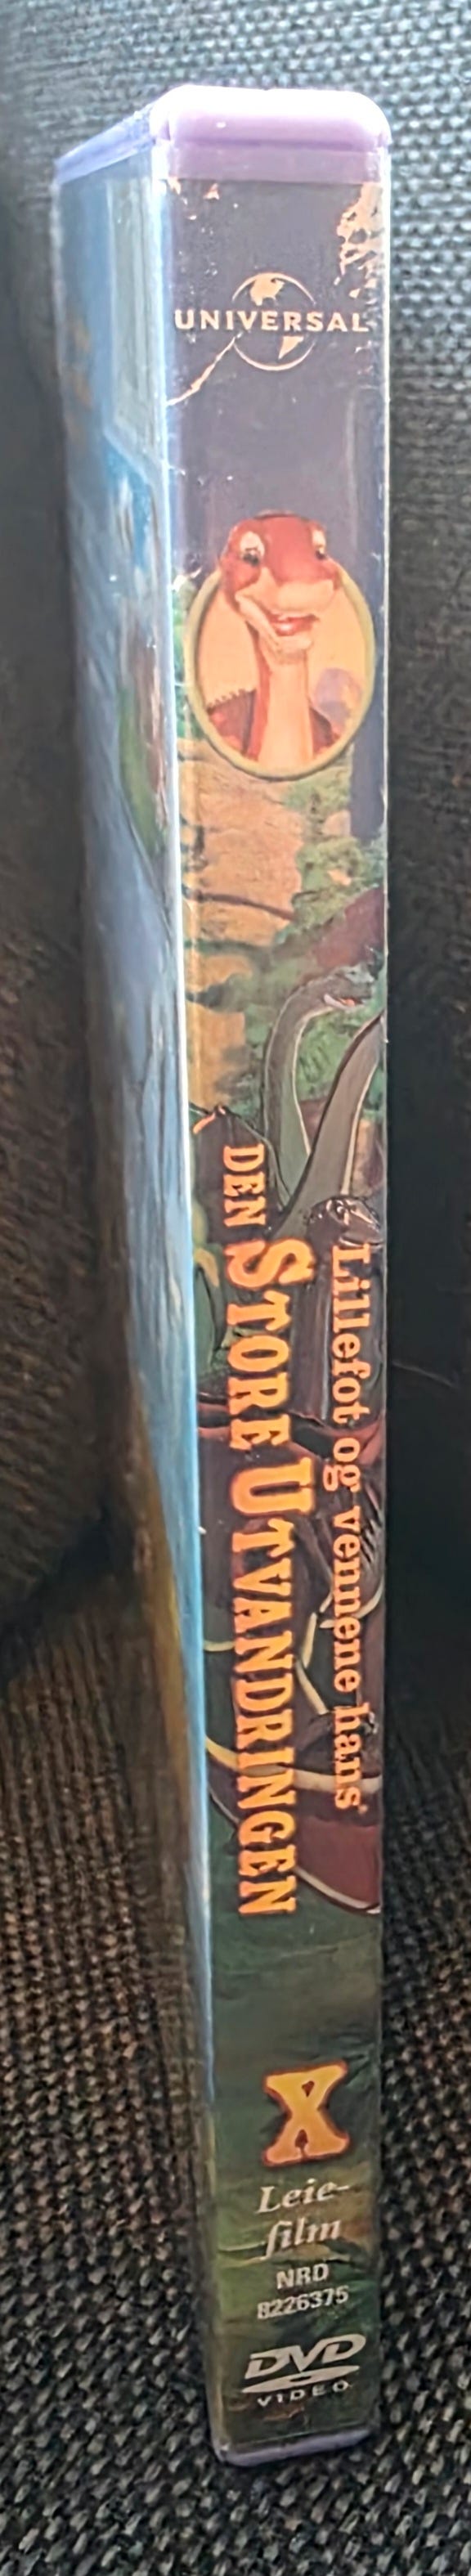 UNIVERSAL
Lillefot og vennene hans
DEN STORE UTVANDRINGEN
X
Leie-
film
NRD
8226375
DVD
VIDEO